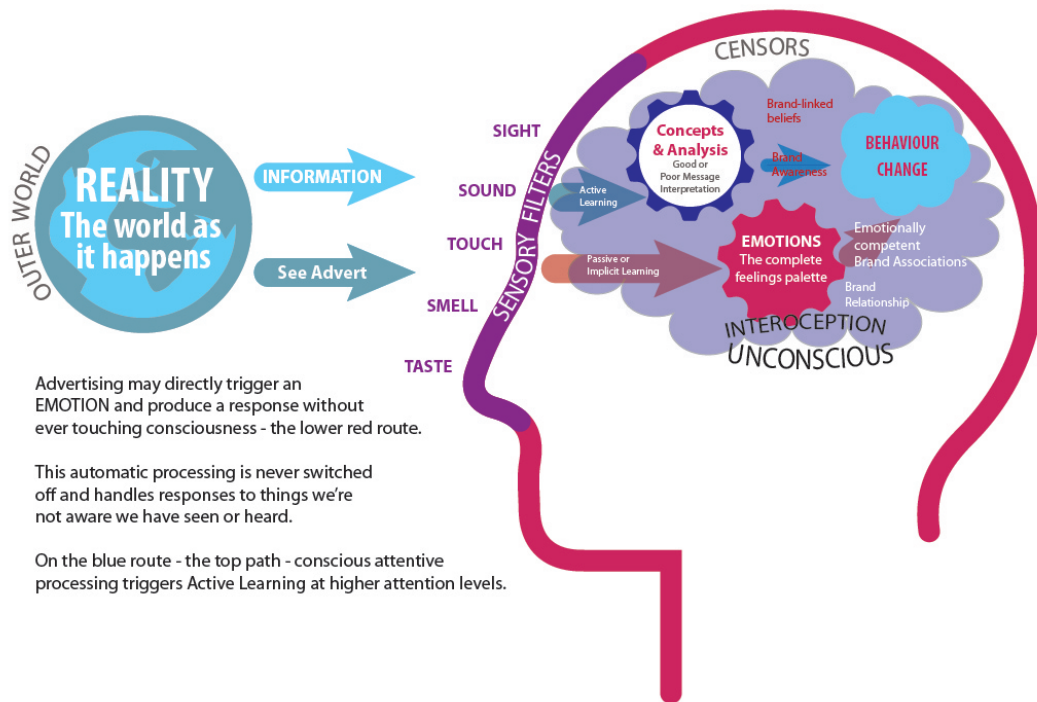 OUTER WORLD
REALITY
The world as
it happens
INFORMATION
See Advert
SIGHT
SOUND
TOUCH
SMELL
TASTE
SENSORY FILTERS
CENSORS
Concepts
& Analysis
Good or
Poor Message
Interpretation
Active
Learning
Brand-linked
beliefs
Brand
Awareness
BEHAVIOUR
CHANGE
Passive or
Implicit Learning
EMOTIONS
The complete
feelings palette
Emotionally
competent
Brand Associations
Brand
Relationship
INTEROCEPTION
UNCONSCIOUS
Advertising may directly trigger an
EMOTION and produce a response without
ever touching consciousness - the lower red route.
This automatic processing is never switched
off and handles responses to things we’re
not aware we have seen or heard.
On the blue route - the top path - conscious attentive
processing triggers Active Learning at higher attention levels.